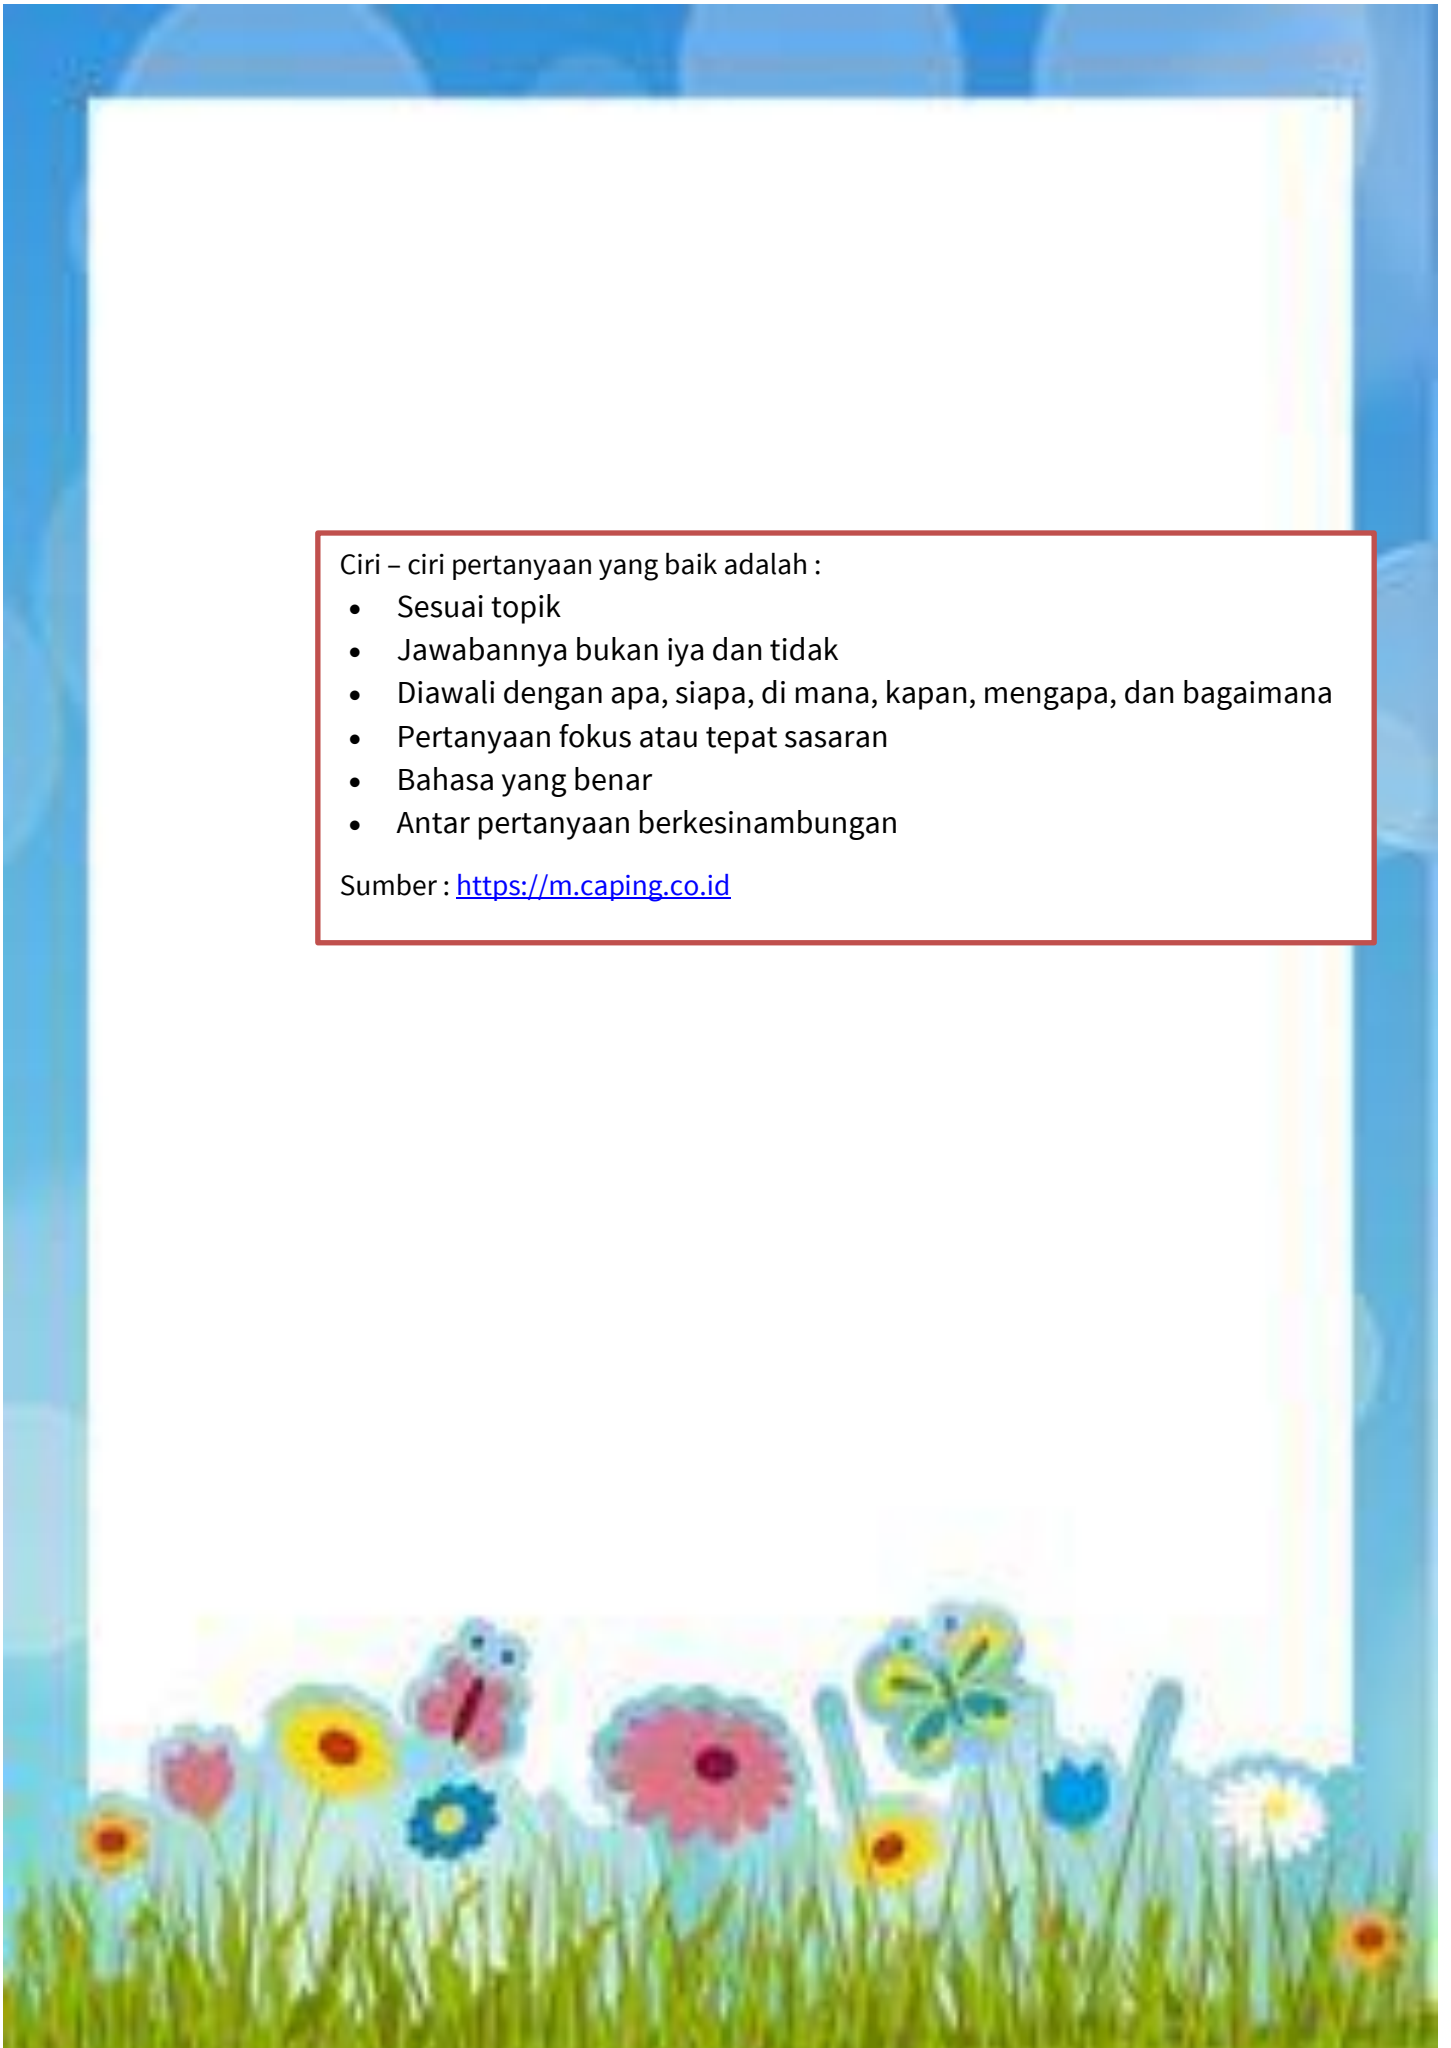 Ciri – ciri pertanyaan yang baik adalah :
• Sesuai topik
• Jawabannya bukan iya dan tidak
• Diawali dengan apa, siapa, di mana, kapan, mengapa, dan bagaimana
• Pertanyaan fokus atau tepat sasaran
• Bahasa yang benar
• Antar pertanyaan berkesinambungan
Sumber : https://m.caping.co.id